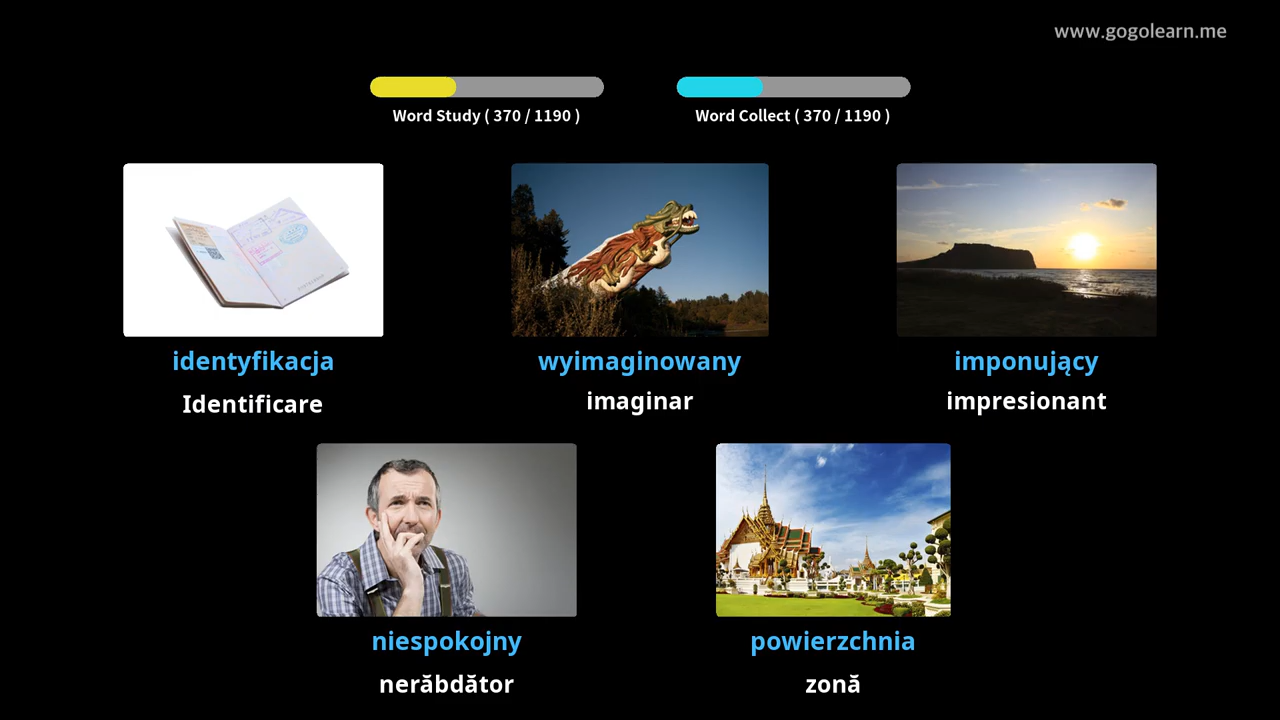 www.gogolearn.me
Word Study ( 370 / 1190 )
Word Collect ( 370 / 1190 )
identyfikacja
Identificare
wyimaginowany
imaginar
imponujący
impresionant
niespokojny
nerăbdător
powierzchnia
zonă